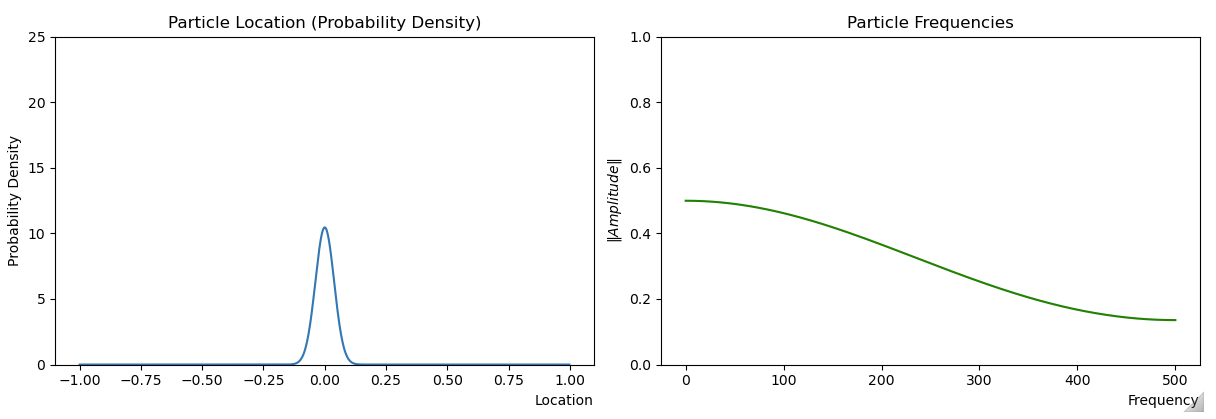 Particle Location (Probability Density)
Probability Density
25
20
15
10
5
0
−1.00 −0.75 −0.50 −0.25 0.00 0.25 0.50 0.75 1.00
Location
Particle Frequencies
‖Amplitude‖
1.0
0.8
0.6
0.4
0.2
0.0
0 100 200 300 400 500
Frequency